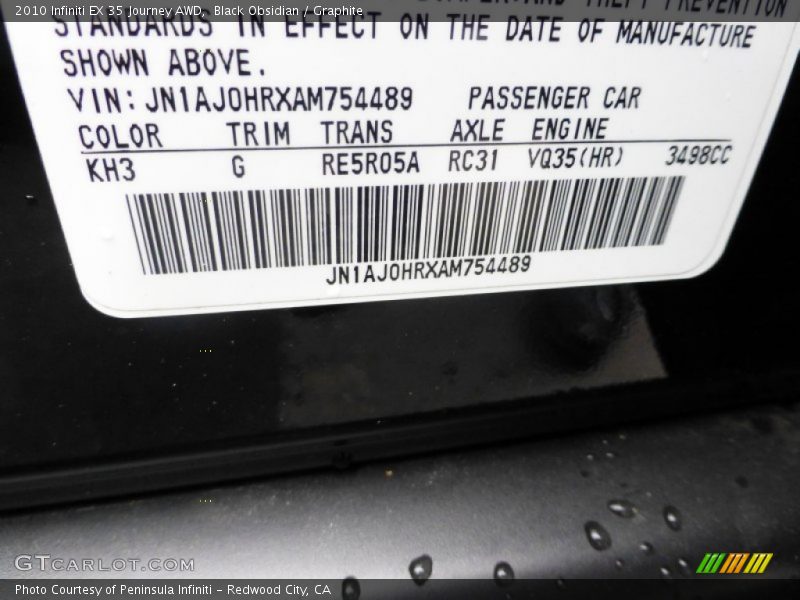 2010 Infiniti EX 35 Journey AWD, Black Obsidian / Graphite
THEFT PREVENTION
STANDARDS IN EFFECT ON THE DATE OF MANUFACTURE
SHOWN ABOVE.
VIN: JN1AJ0HRXAM754489 PASSENGER CAR
COLOR TRIM TRANS AXLE ENGINE
KH3 G RE5R05A RC31 VQ35(HR) 3498CC
JN1AJ0HRXAM754489
GTCARLOT.COM
Photo Courtesy of Peninsula Infiniti - Redwood City, CA